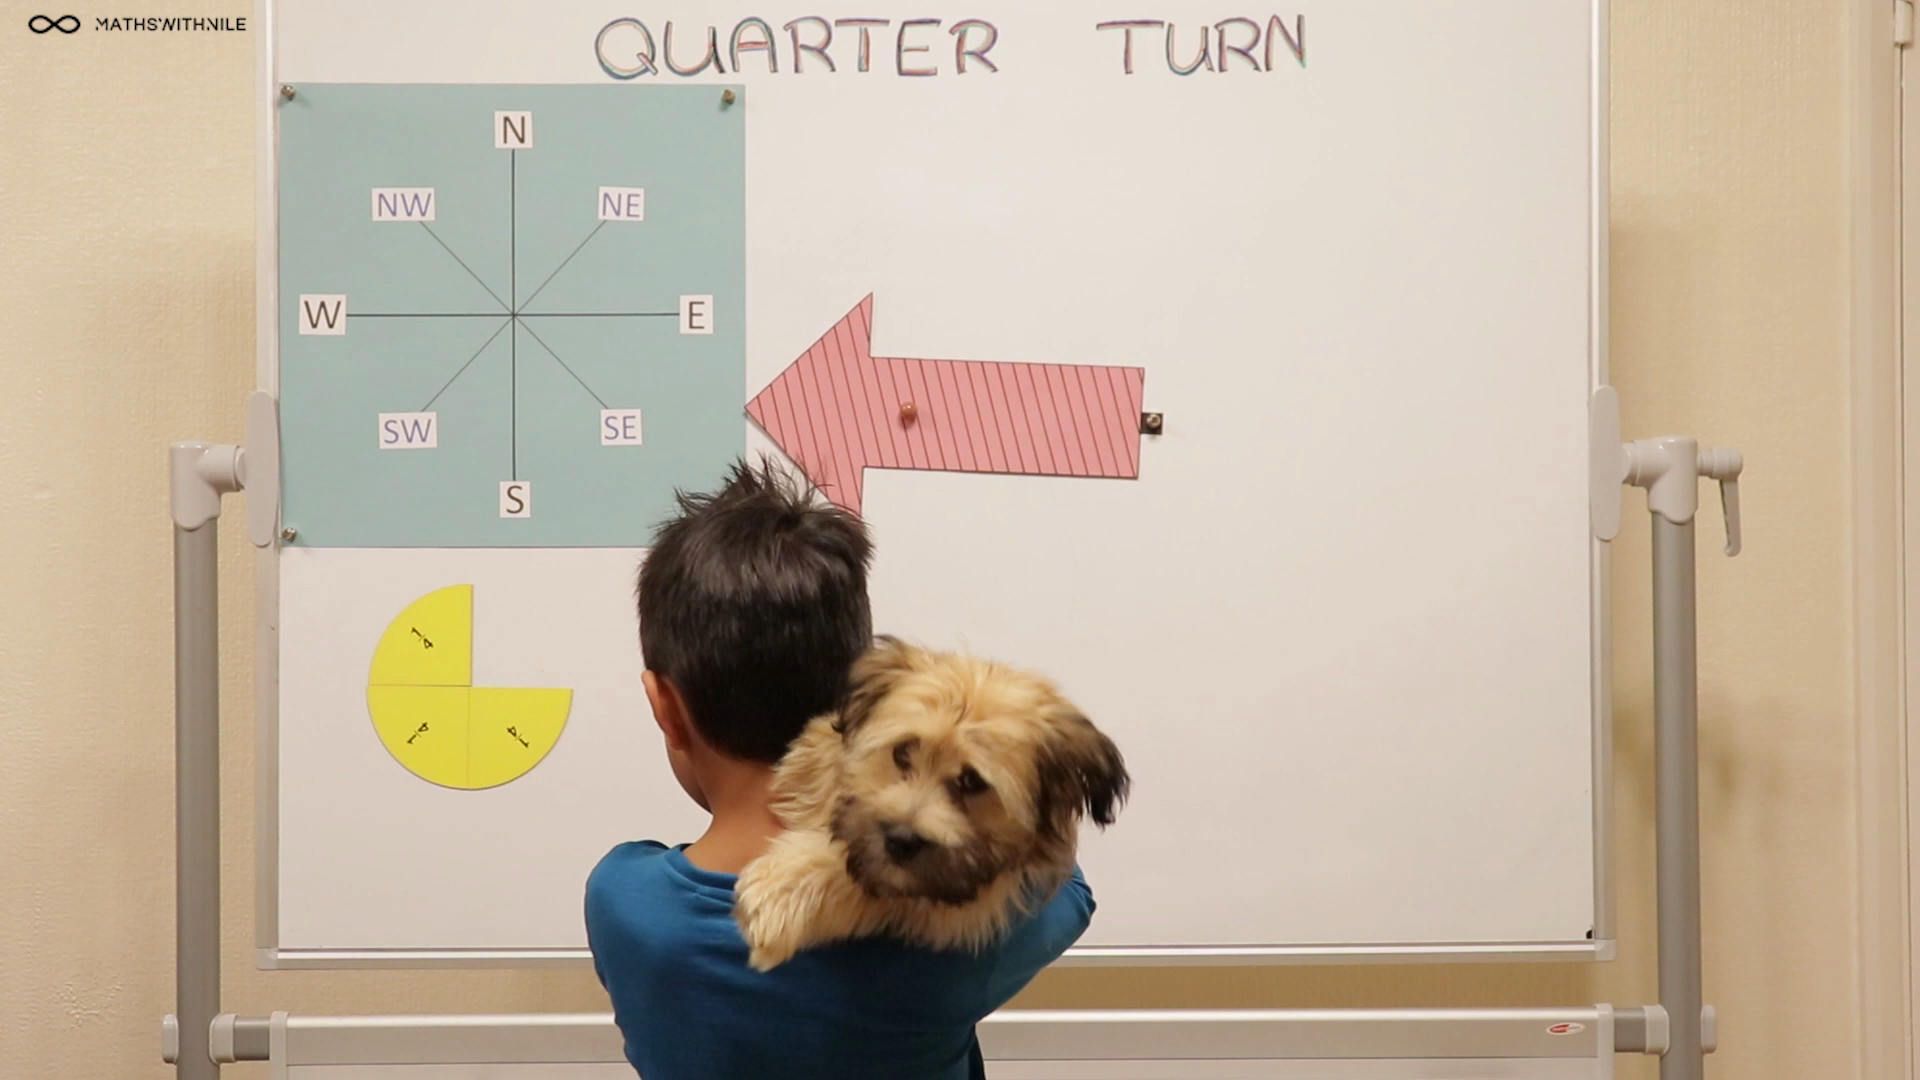 MATHSWITHNILE
QUARTER TURN
N
NW NE
W E
SW SE
S
1/4
1/4 1/4